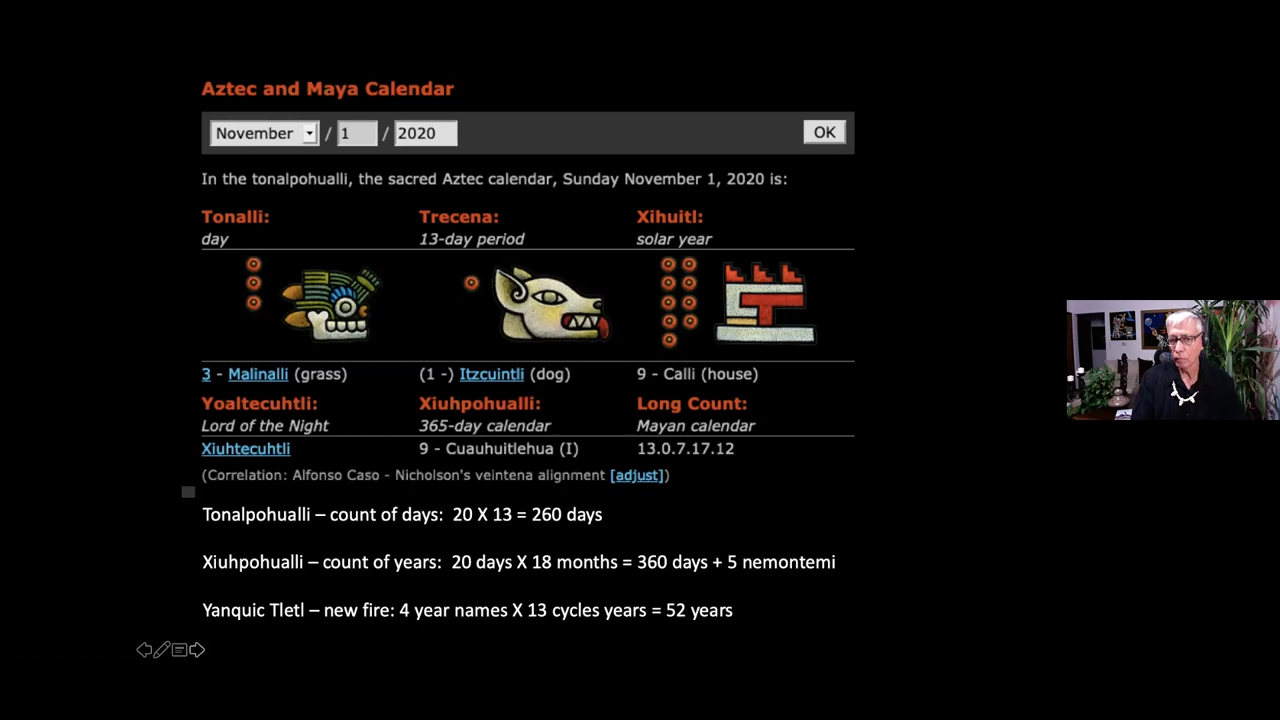 Aztec and Maya Calendar
November / 1 / 2020 OK
In the tonalpohualli, the sacred Aztec calendar, Sunday November 1, 2020 is:
Tonalli: Trecena: Xihuitl:
day 13-day period solar year
3 - Malinalli (grass) (1 -) Itzcuintli (dog) 9 - Calli (house)
Yoaltecuhtli: Xiuhpohualli: Long Count:
Lord of the Night 365-day calendar Mayan calendar
Xiuhtecuhtli 9 - Cuauhuitlehua (I) 13.0.7.17.12
(Correlation: Alfonso Caso - Nicholson's veintena alignment [adjust])
Tonalpohualli – count of days: 20 X 13 = 260 days
Xiuhpohualli – count of years: 20 days X 18 months = 360 days + 5 nemontemi
Yanquic Tletl – new fire: 4 year names X 13 cycles years = 52 years